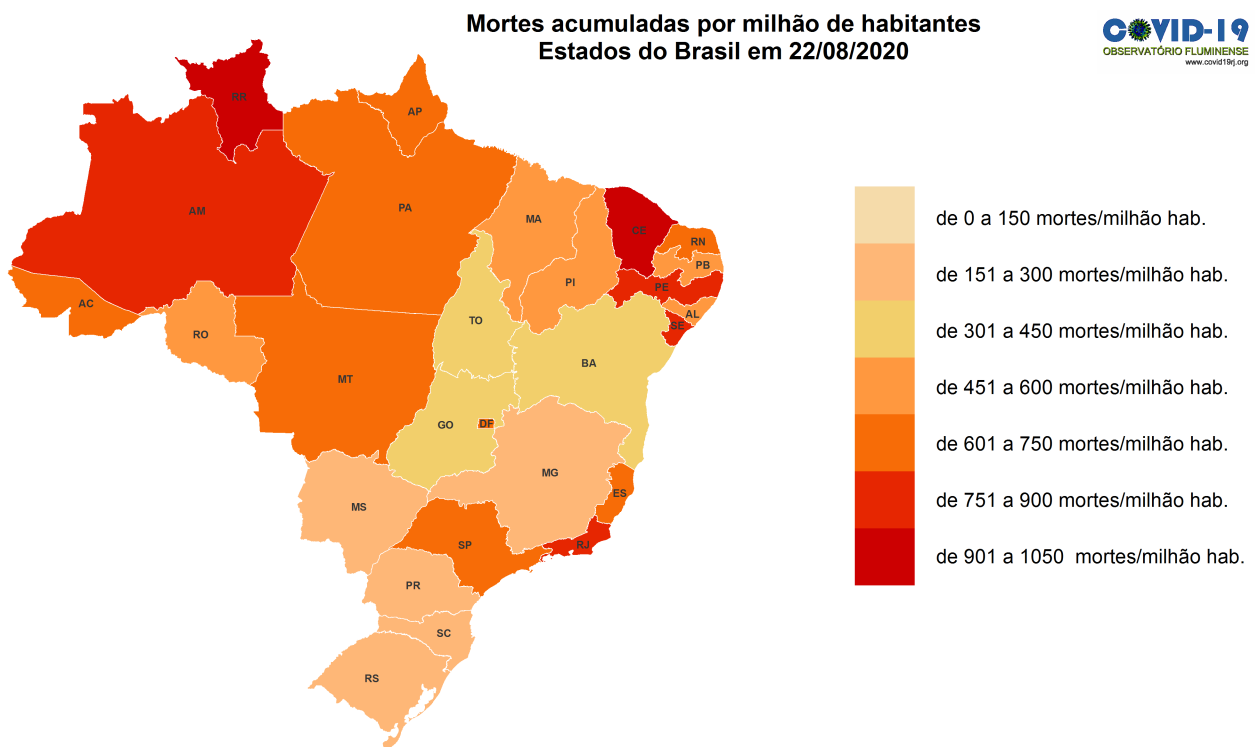 Mortes acumuladas por milhão de habitantes
Estados do Brasil em 22/08/2020
COVID-19
OBSERVATÓRIO FLUMINENSE
www.covid19rj.org
RR
AP
AM
PA
MA
CE
RN
PB
PI
PE
AC
AL
TO
SE
RO
BA
MT
GO
DF
MG
ES
MS
SP
RJ
PR
SC
RS
de 0 a 150 mortes/milhão hab.
de 151 a 300 mortes/milhão hab.
de 301 a 450 mortes/milhão hab.
de 451 a 600 mortes/milhão hab.
de 601 a 750 mortes/milhão hab.
de 751 a 900 mortes/milhão hab.
de 901 a 1050  mortes/milhão hab.